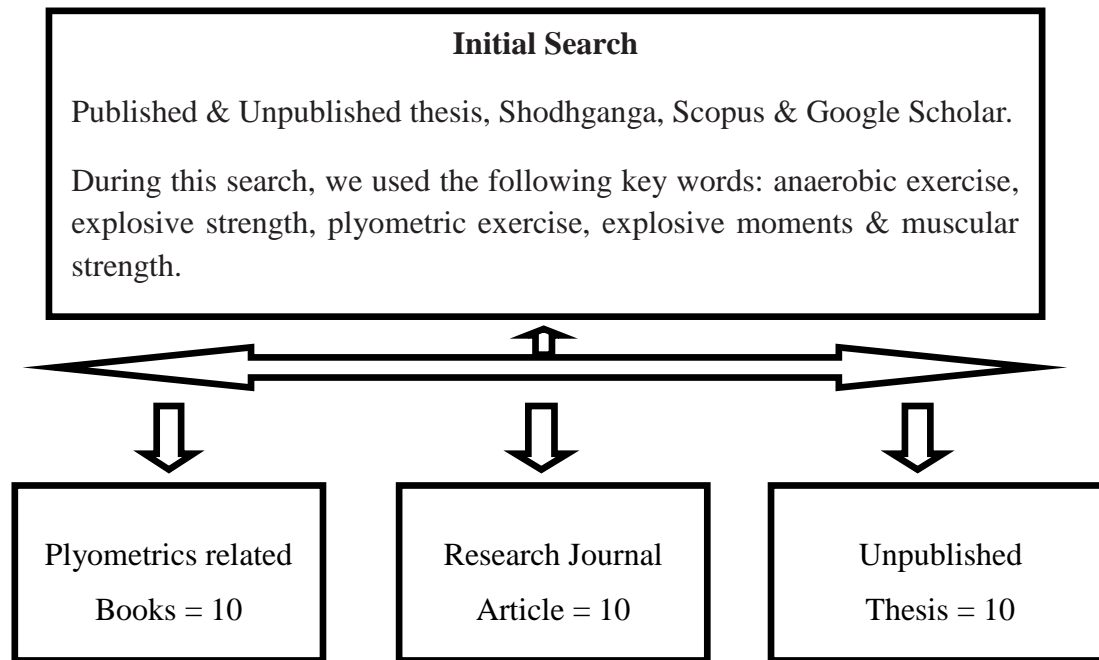 Initial Search
Published & Unpublished thesis, Shodhganga, Scopus & Google Scholar.
During this search, we used the following key words: anaerobic exercise,
explosive strength, plyometric exercise, explosive moments & muscular
strength.
Plyometrics related
Books = 10
Research Journal
Article = 10
Unpublished
Thesis = 10